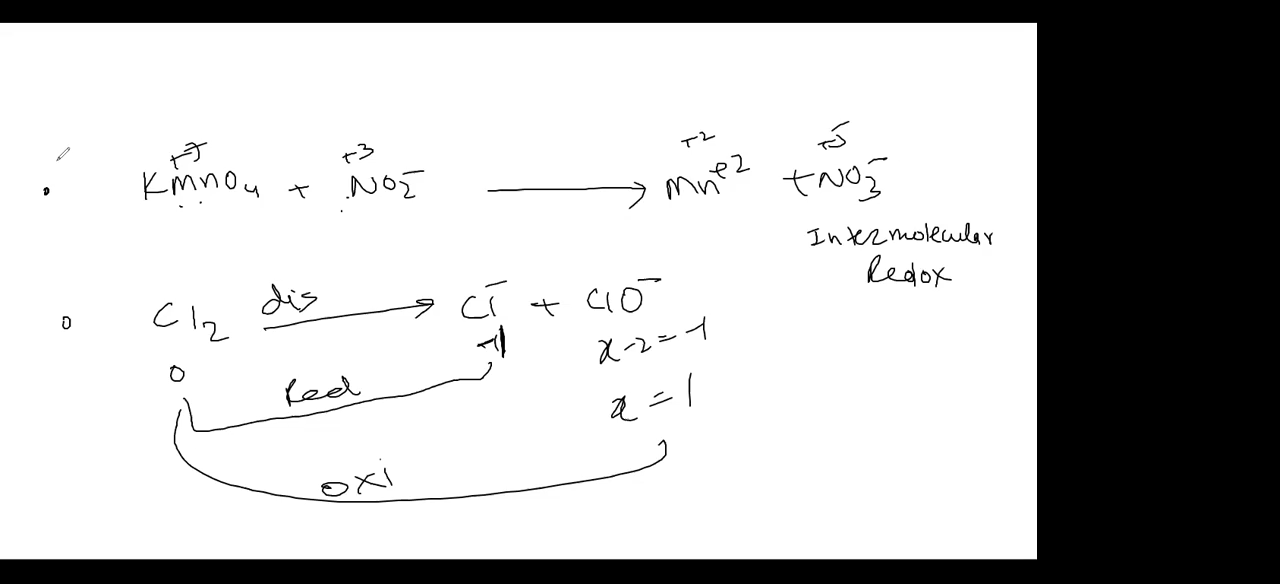 +7 +3 +2 +5
• KMnO4 + NO2⁻ ⟶ Mn⁺² + NO3⁻
Intermolecular
Redox
o Cl2 dis ⟶ Cl⁻ + ClO⁻
-1 x-2=-1
0 Red x=1
oxi